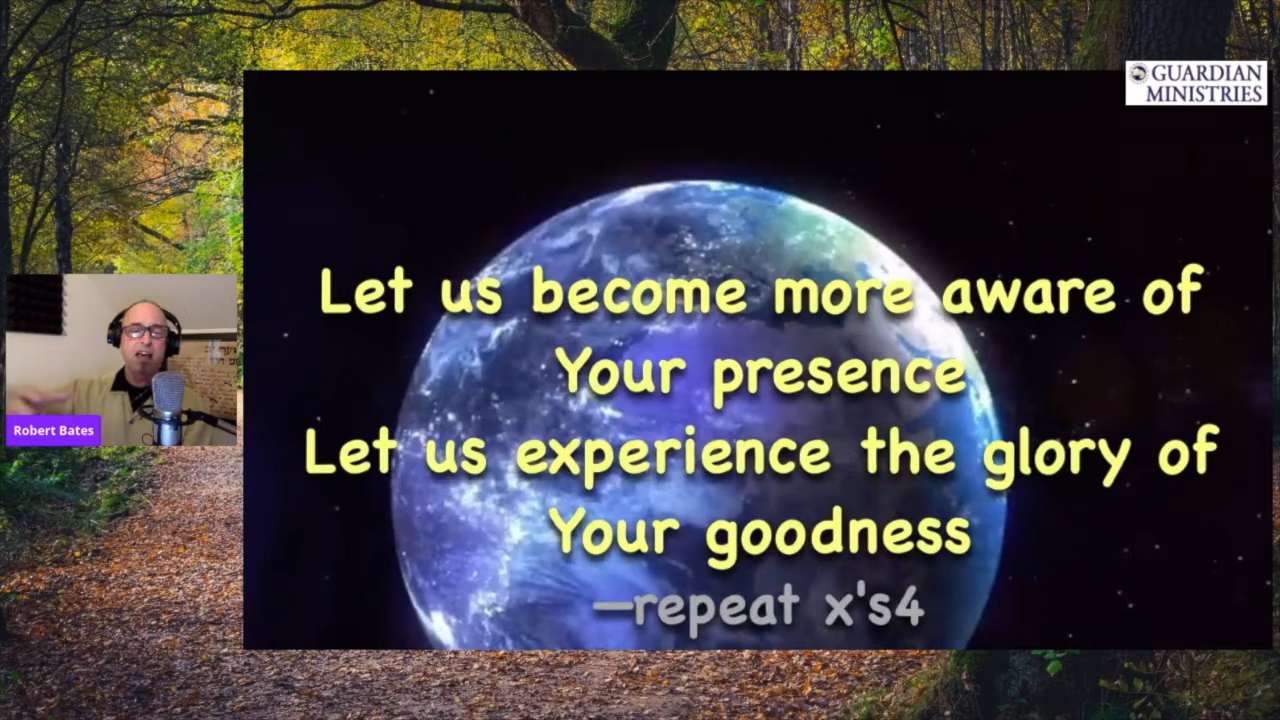 GUARDIAN
MINISTRIES
Let us become more aware of
Your presence
Let us experience the glory of
Your goodness
—repeat x's4
Robert Bates